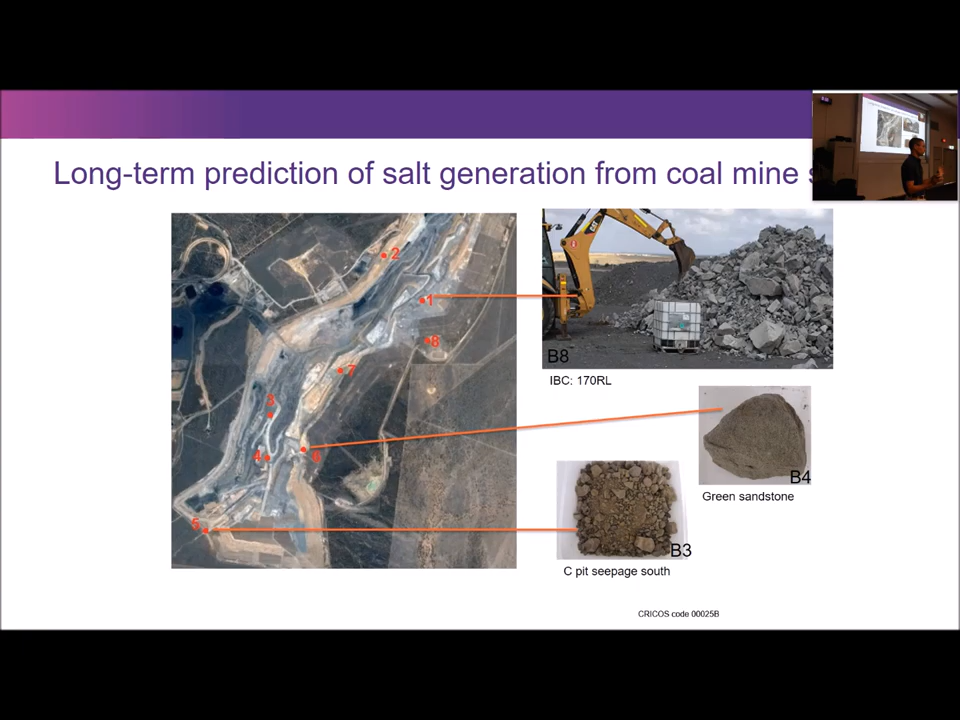 Long-term prediction of salt generation from coal mine
2
1
8
7
3
4
6
5
CAT
B8
IBC: 170RL
B4
Green sandstone
B3
C pit seepage south
CRICOS code 00025B